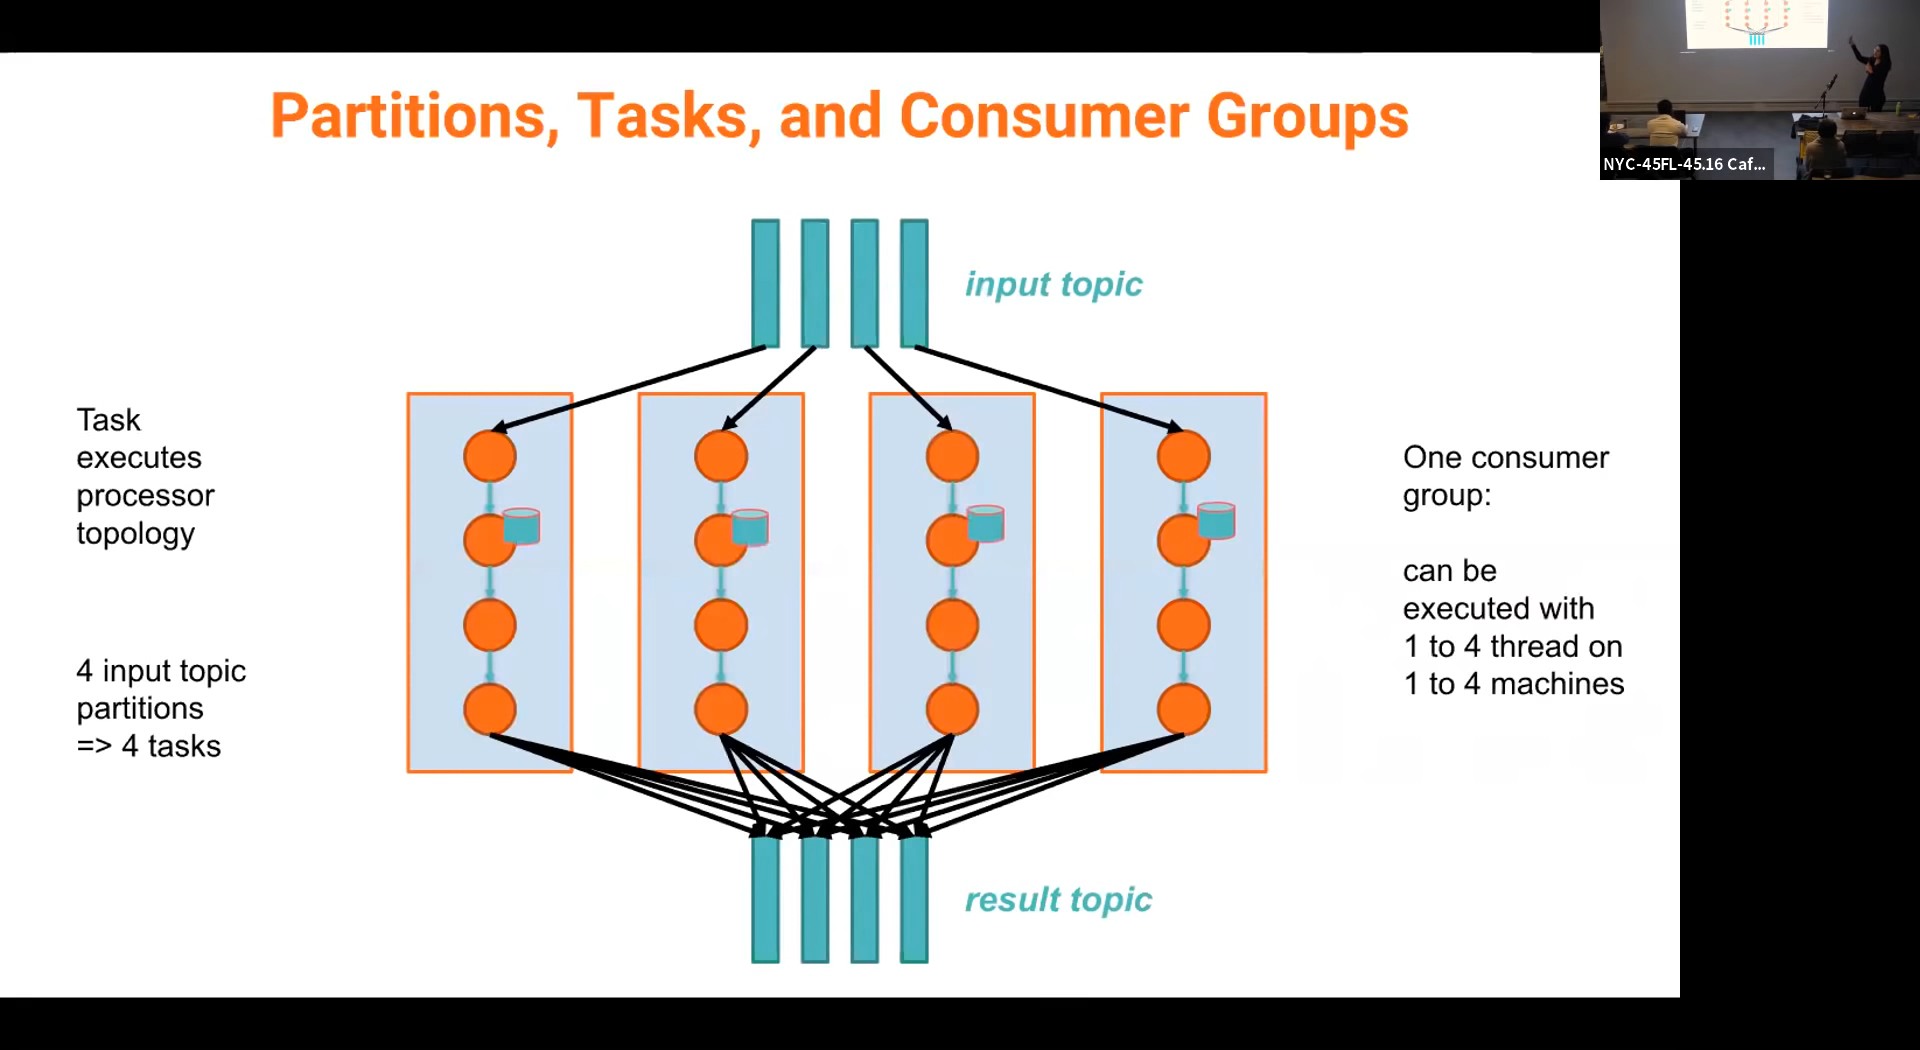 Partitions, Tasks, and Consumer Groups
NYC-45FL-45.16 Caf...
input topic
Task
executes
processor
topology
4 input topic
partitions
=> 4 tasks
One consumer
group:
can be
executed with
1 to 4 thread on
1 to 4 machines
result topic